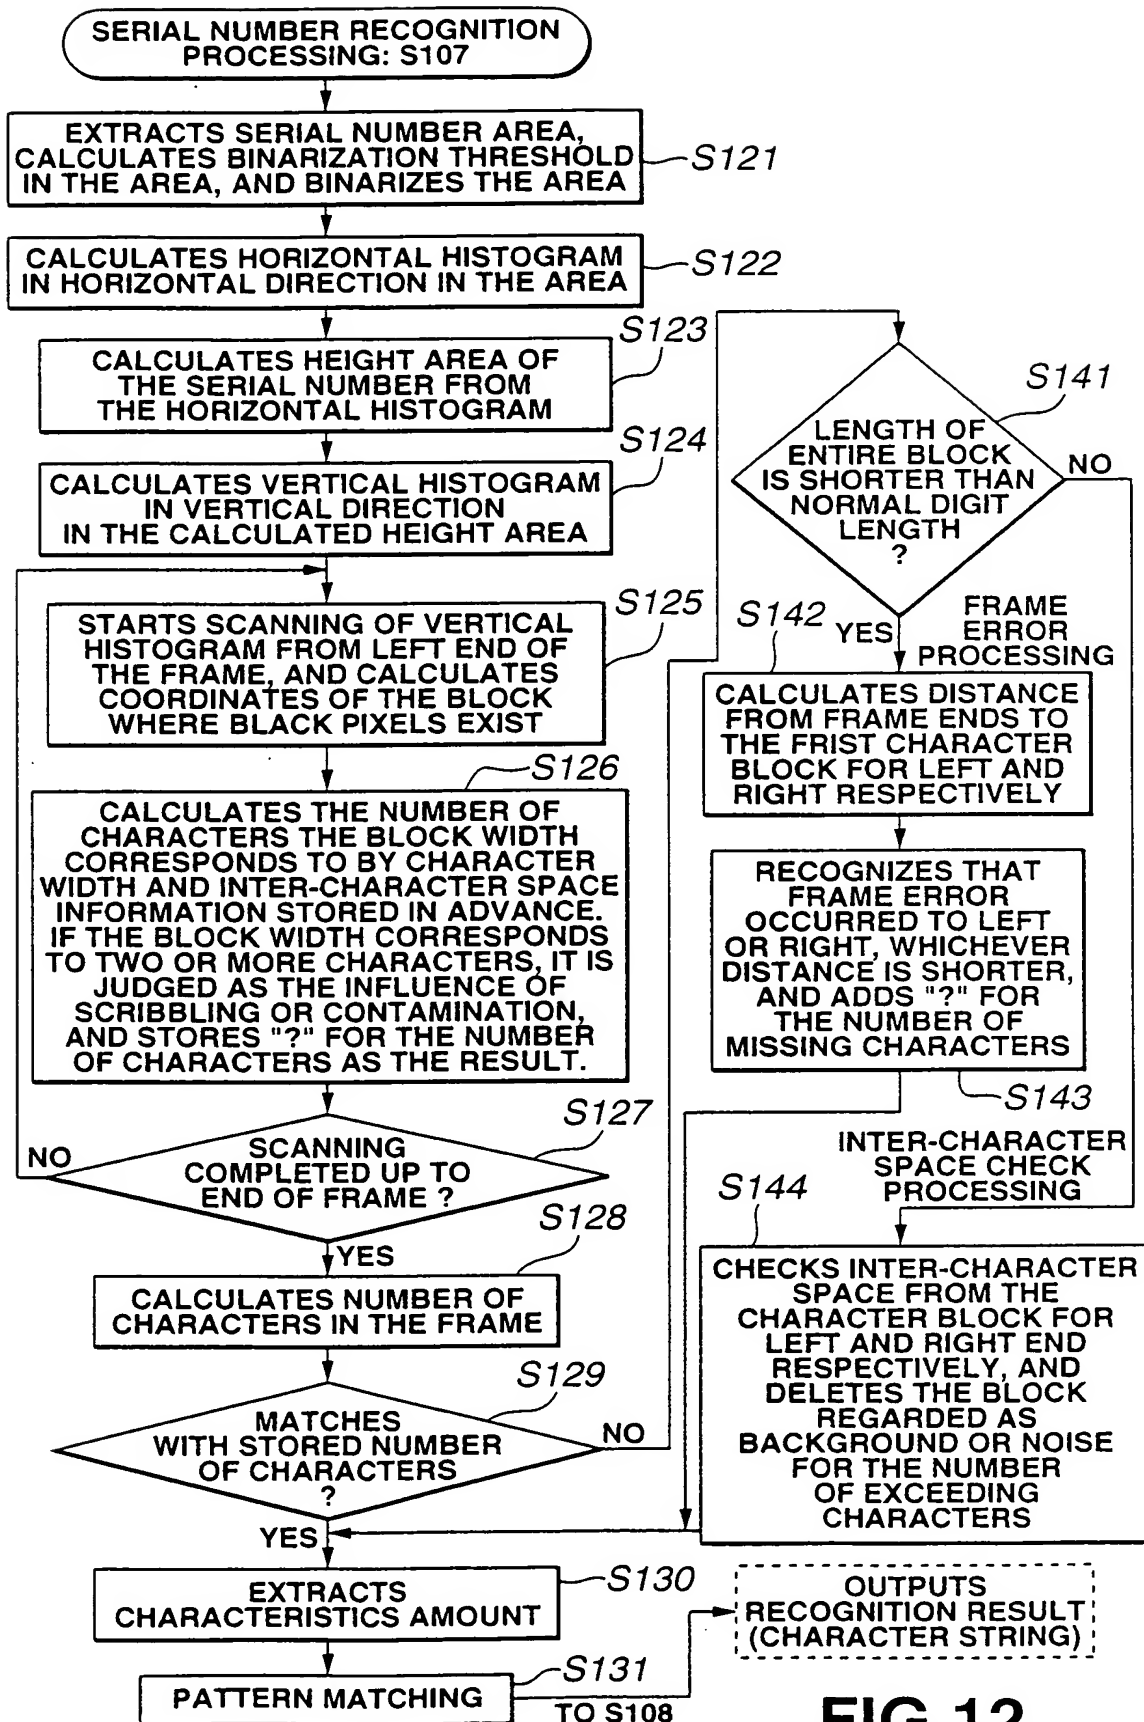 SERIAL NUMBER RECOGNITION
PROCESSING: S107
EXTRACTS SERIAL NUMBER AREA,
CALCULATES BINARIZATION THRESHOLD
IN THE AREA, AND BINARIZES THE AREA
S121
CALCULATES HORIZONTAL HISTOGRAM
IN HORIZONTAL DIRECTION IN THE AREA
S122
S123
CALCULATES HEIGHT AREA OF
THE SERIAL NUMBER FROM
THE HORIZONTAL HISTOGRAM
S124
CALCULATES VERTICAL HISTOGRAM
IN VERTICAL DIRECTION
IN THE CALCULATED HEIGHT AREA
S125
STARTS SCANNING OF VERTICAL
HISTOGRAM FROM LEFT END OF
THE FRAME, AND CALCULATES
COORDINATES OF THE BLOCK
WHERE BLACK PIXELS EXIST
S126
CALCULATES THE NUMBER OF
CHARACTERS THE BLOCK WIDTH
CORRESPONDS TO BY CHARACTER
WIDTH AND INTER-CHARACTER SPACE
INFORMATION STORED IN ADVANCE.
IF THE BLOCK WIDTH CORRESPONDS
TO TWO OR MORE CHARACTERS, IT IS
JUDGED AS THE INFLUENCE OF
SCRIBBLING OR CONTAMINATION,
AND STORES "?" FOR THE NUMBER
OF CHARACTERS AS THE RESULT.
S127
NO
SCANNING
COMPLETED UP TO
END OF FRAME ?
S128
YES
CALCULATES NUMBER OF
CHARACTERS IN THE FRAME
S129
MATCHES
WITH STORED NUMBER
OF CHARACTERS
?
NO
YES
EXTRACTS
CHARACTERISTICS AMOUNT
S130
PATTERN MATCHING
S131
TO S108
S141
LENGTH OF
ENTIRE BLOCK
IS SHORTER THAN
NORMAL DIGIT
LENGTH
?
NO
S142
YES
FRAME
ERROR
PROCESSING
CALCULATES DISTANCE
FROM FRAME ENDS TO
THE FRIST CHARACTER
BLOCK FOR LEFT AND
RIGHT RESPECTIVELY
RECOGNIZES THAT
FRAME ERROR
OCCURRED TO LEFT
OR RIGHT, WHICHEVER
DISTANCE IS SHORTER,
AND ADDS "?" FOR
THE NUMBER OF
MISSING CHARACTERS
S143
INTER-CHARACTER
SPACE CHECK
PROCESSING
S144
CHECKS INTER-CHARACTER
SPACE FROM THE
CHARACTER BLOCK FOR
LEFT AND RIGHT END
RESPECTIVELY, AND
DELETES THE BLOCK
REGARDED AS
BACKGROUND OR NOISE
FOR THE NUMBER
OF EXCEEDING
CHARACTERS
OUTPUTS
RECOGNITION RESULT
(CHARACTER STRING)
FIG.12